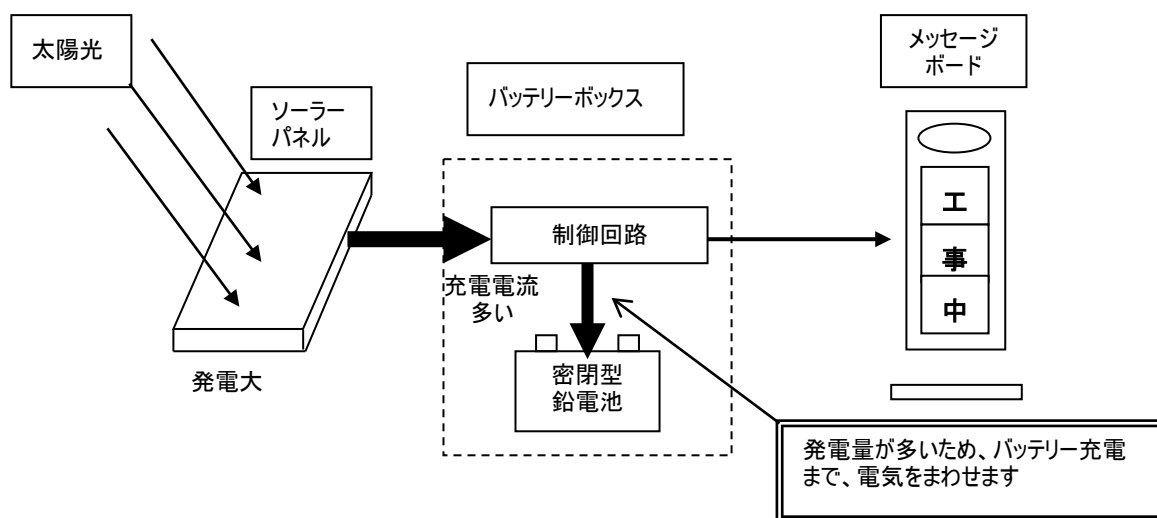 太陽光
ソーラー
パネル
バッテリーボックス
メッセージ
ボード
工
事
中
制御回路
充電電流
多い
発電大
密閉型
鉛電池
発電量が多いため、バッテリー充電
まで、電気をまわせます